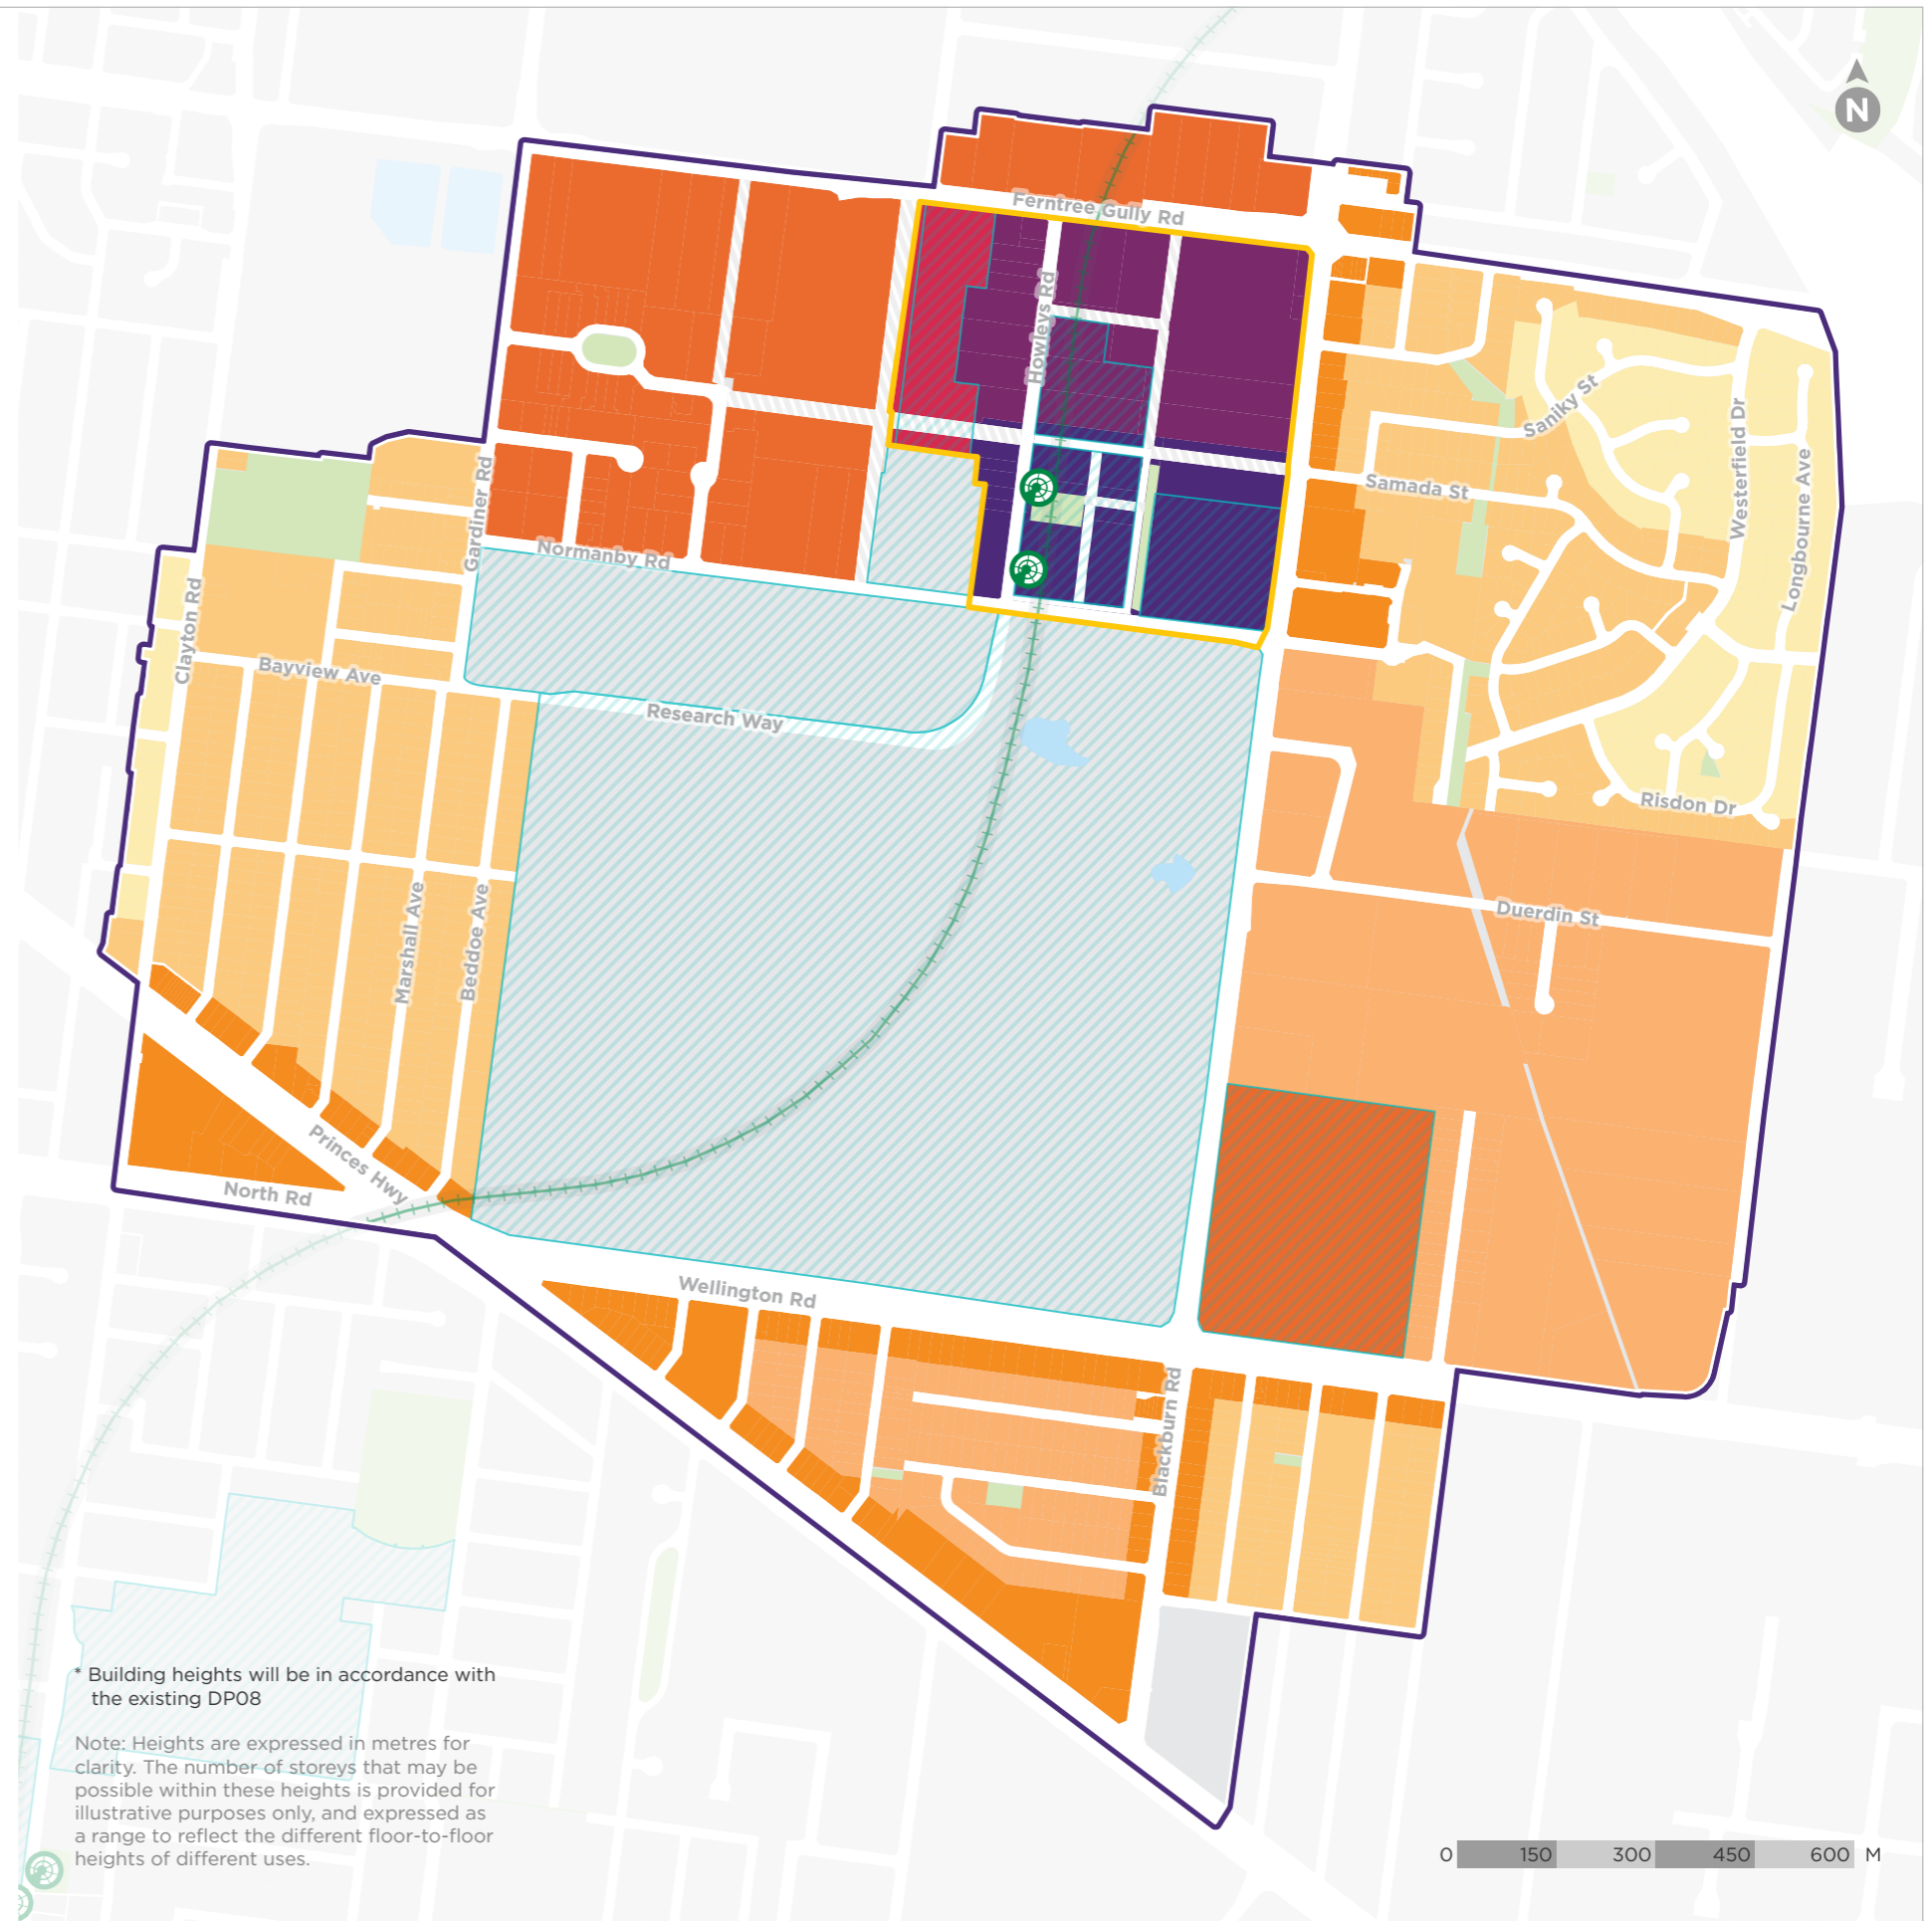 N
Ferntree Gully Rd
Howleys Rd
Saniky St
Westerfield Dr
Longbourne Ave
Samada St
Gardiner Rd
Normanby Rd
Clayton Rd
Bayview Ave
Research Way
Risdon Dr
Marshall Ave
Beddoe Ave
Duerdin St
Princes Hwy
North Rd
Wellington Rd
Blackburn Rd
* Building heights will be in accordance with
the existing DP08
Note: Heights are expressed in metres for
clarity. The number of storeys that may be
possible within these heights is provided for
illustrative purposes only, and expressed as
a range to reflect the different floor-to-floor
heights of different uses.
0 150 300 450 600 M